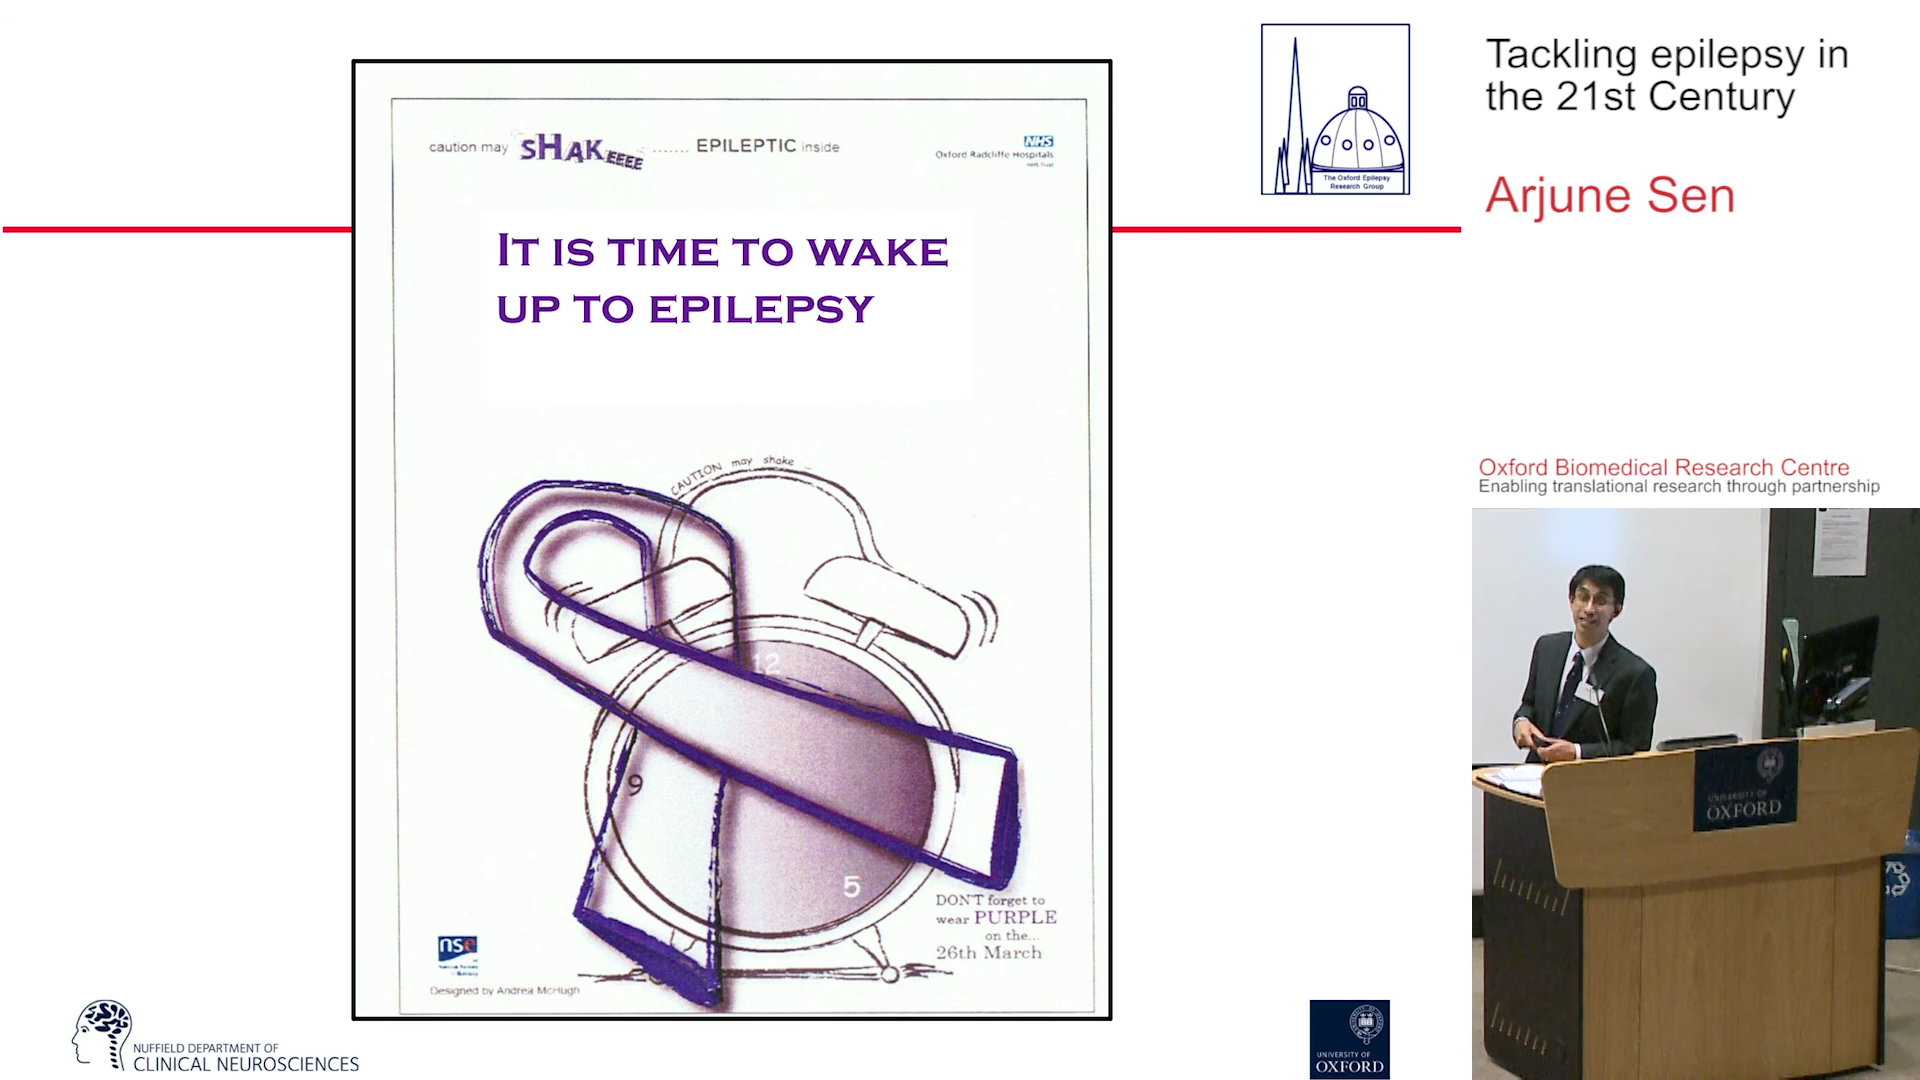 caution may SHAKEEEE ....... EPILEPTIC inside
NHS
Oxford Radcliffe Hospitals
NHS Trust
IT IS TIME TO WAKE
UP TO EPILEPSY
CAUTION may shake
12
9
5
DON'T forget to
wear PURPLE
on the...
26th March
nse
Designed by Andrea McHugh
The Oxford Epilepsy
Research Group
Tackling epilepsy in
the 21st Century
Arjune Sen
Oxford Biomedical Research Centre
Enabling translational research through partnership
UNIVERSITY OF
OXFORD
NUFFIELD DEPARTMENT OF
CLINICAL NEUROSCIENCES
UNIVERSITY OF
OXFORD